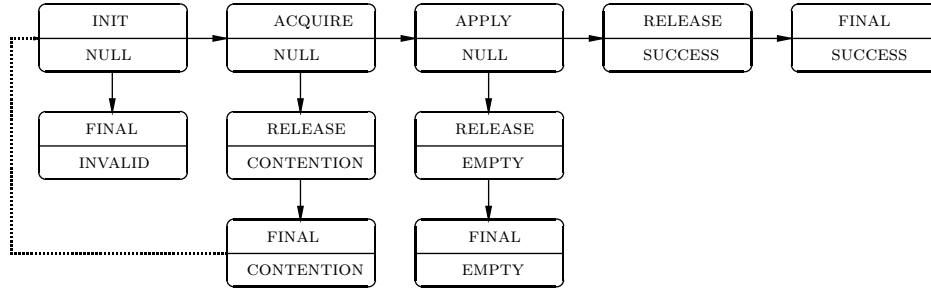 INIT
NULL
ACQUIRE
NULL
APPLY
NULL
RELEASE
SUCCESS
FINAL
SUCCESS
FINAL
INVALID
RELEASE
CONTENTION
RELEASE
EMPTY
FINAL
CONTENTION
FINAL
EMPTY